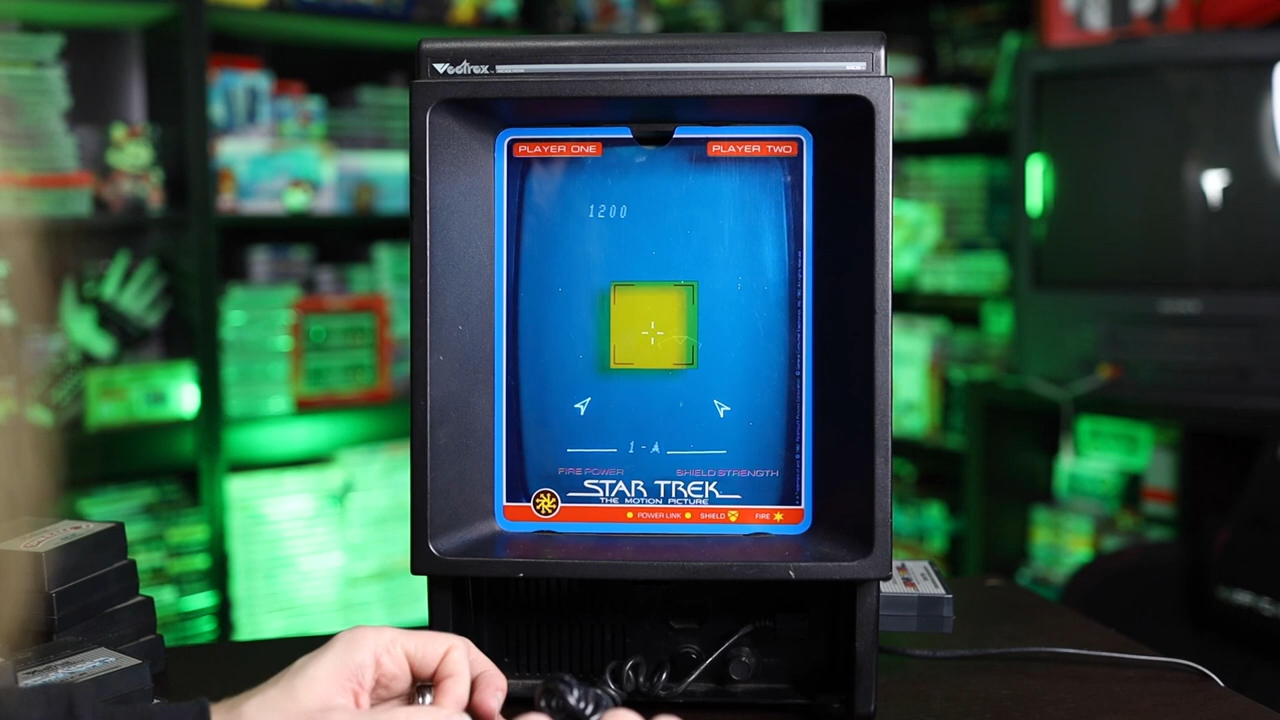 Vectrex
PLAYER ONE
PLAYER TWO
1200
1-A
FIRE POWER
SHIELD STRENGTH
STAR TREK
THE MOTION PICTURE
POWER LINK
SHIELD
FIRE